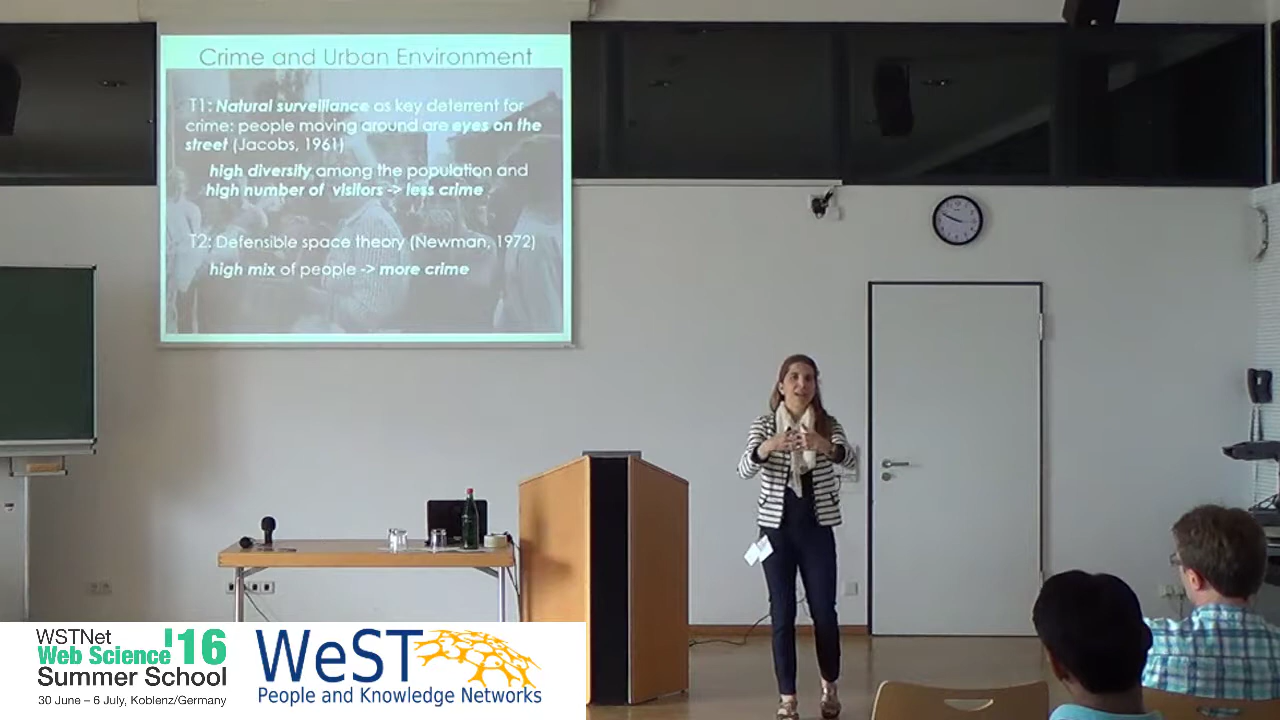 Crime and Urban Environment
T1: Natural surveillance as key deterrent for
crime: people moving around are eyes on the
street (Jacobs, 1961)
high diversity among the population and
high number of visitors -> less crime
T2: Defensible space theory (Newman, 1972)
high mix of people -> more crime
WSTNet
Web Science '16
Summer School
30 June – 6 July, Koblenz/Germany
WeST
People and Knowledge Networks